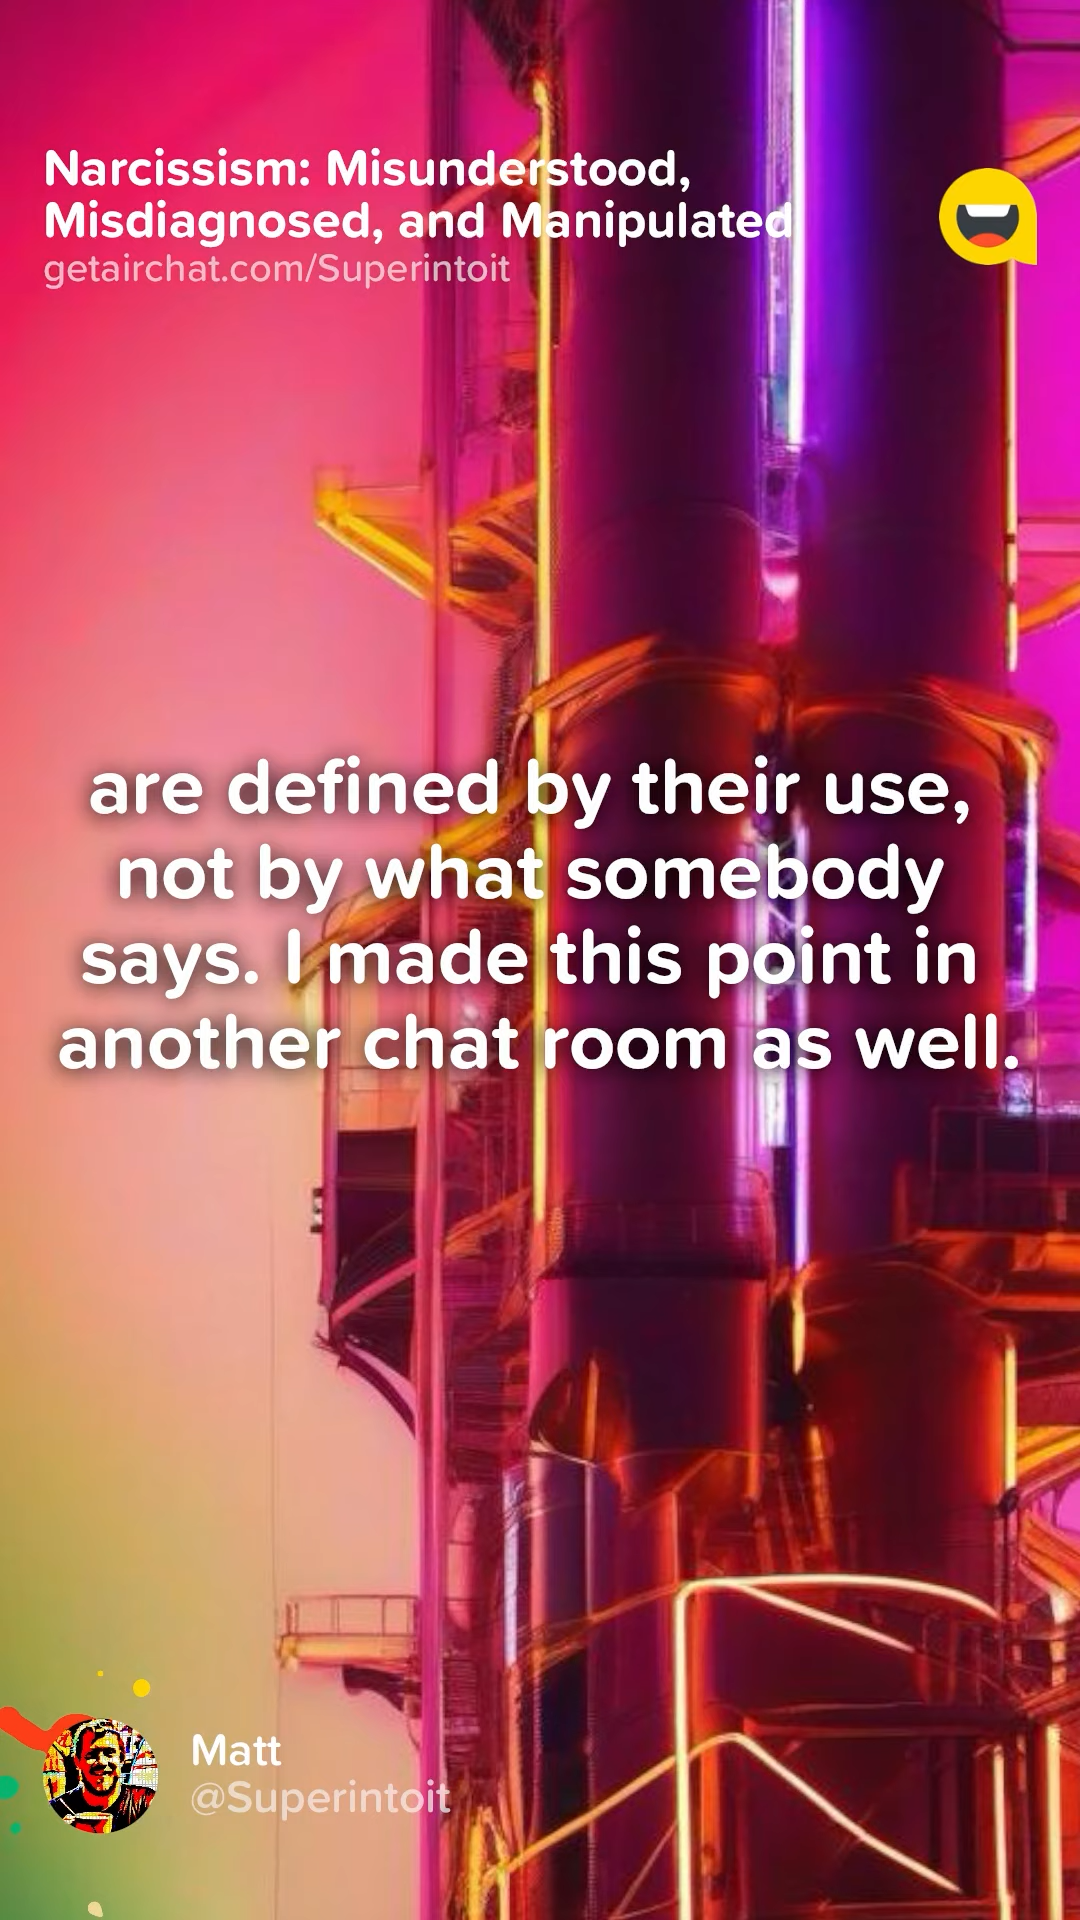 Narcissism: Misunderstood,
Misdiagnosed, and Manipulated
getairchat.com/Superintoit
are defined by their use,
not by what somebody
says. I made this point in
another chat room as well.
Matt
@Superintoit